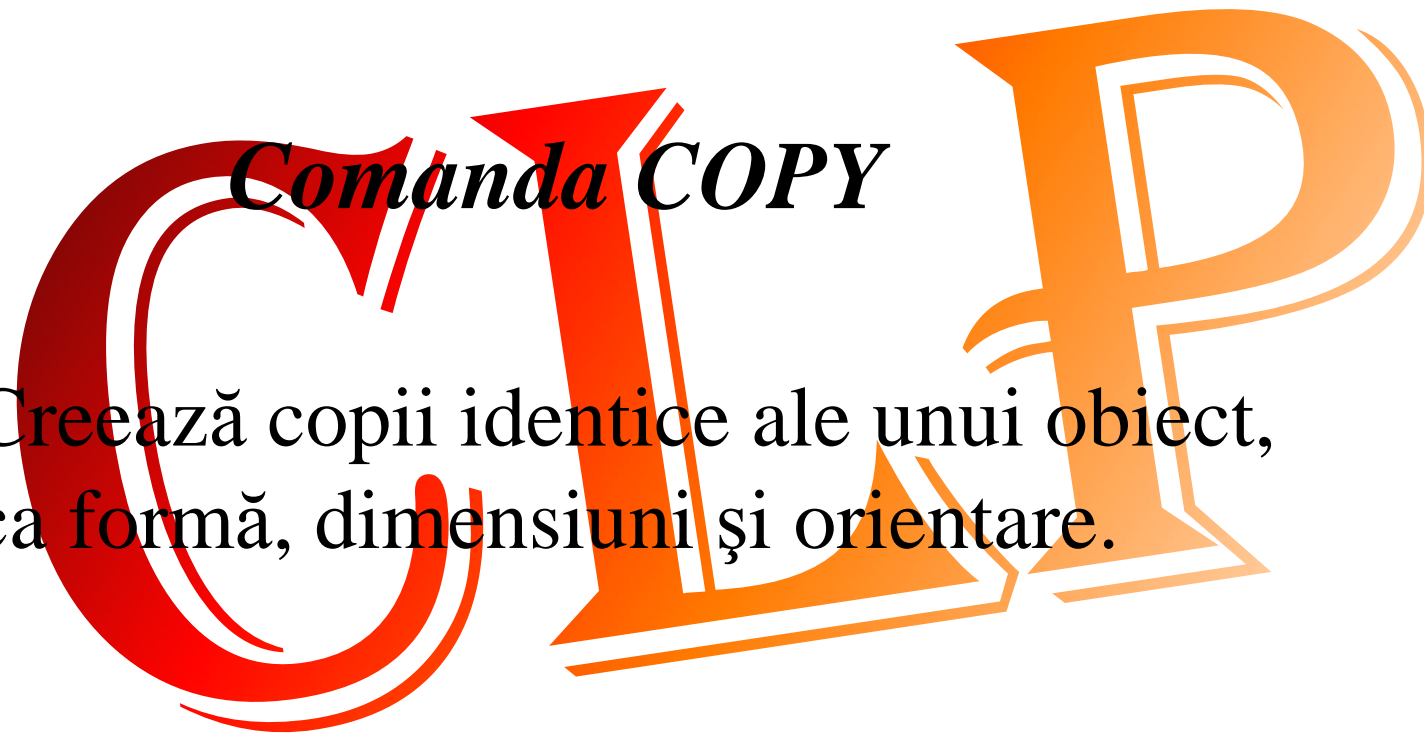 Comanda COPY
Creează copii identice ale unui obiect,
ca formă, dimensiuni şi orientare.
CLP